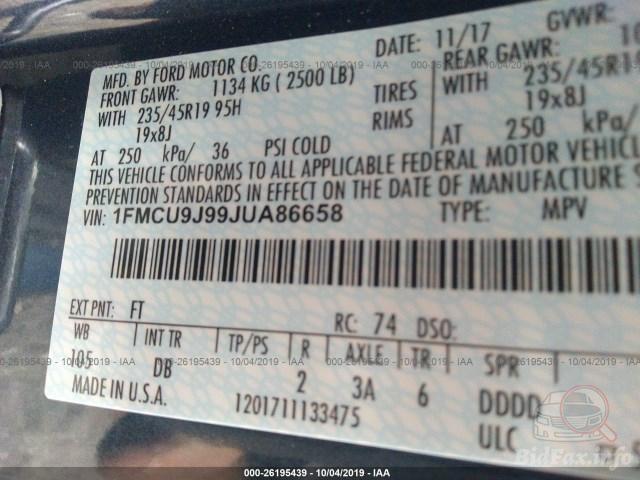 MFD. BY FORD MOTOR CO. DATE: 11/17 GVWR:
FRONT GAWR: 1134 KG ( 2500 LB) REAR GAWR:
WITH 235/45R19 95H TIRES WITH 235/45R19
19x8J RIMS 19x8J
AT 250 kPa/ 36 PSI COLD AT 250 kPa/
THIS VEHICLE CONFORMS TO ALL APPLICABLE FEDERAL MOTOR VEHICLE
PREVENTION STANDARDS IN EFFECT ON THE DATE OF MANUFACTURE
VIN: 1FMCU9J99JUA86658 TYPE: MPV
EXT PNT: FT RC: 74 DSO:
WB INT TR TP/PS R AXLE TR SPR
105 DB 2 3A 6 DDDD
MADE IN U.S.A. 1201711133475 ULC
000-26195439 - 10/04/2019 - IAA
BidFax.info